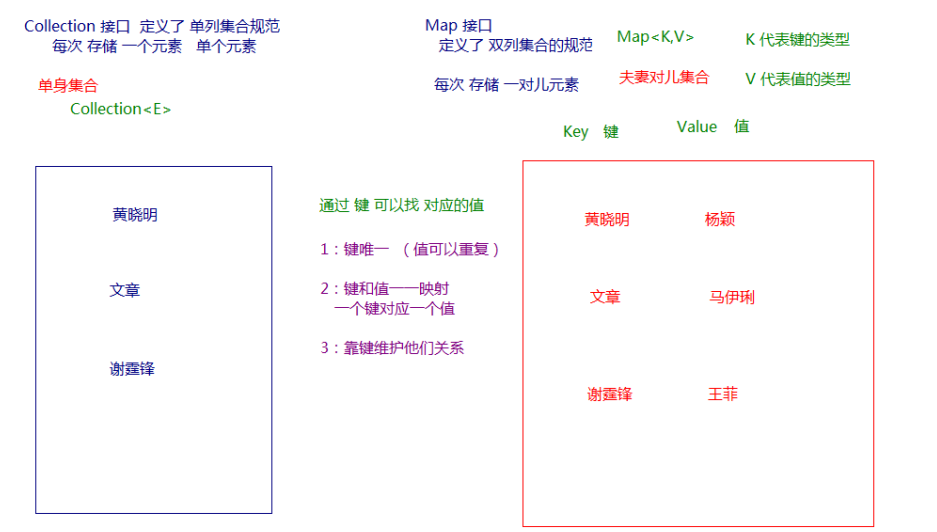 Collection 接口 定义了 单列集合规范
每次 存储 一个元素 单个元素
单身集合
Collection<E>
黄晓明
文章
谢霆锋
通过 键 可以找 对应的值
1：键唯一 （值可以重复）
2：键和值一一映射
一个键对应一个值
3：靠键维护他们关系
Map 接口
定义了 双列集合的规范
每次 存储 一对儿元素
Map<K,V>
夫妻对儿集合
K 代表键的类型
V 代表值的类型
Key 键 Value 值
黄晓明 杨颖
文章 马伊琍
谢霆锋 王菲